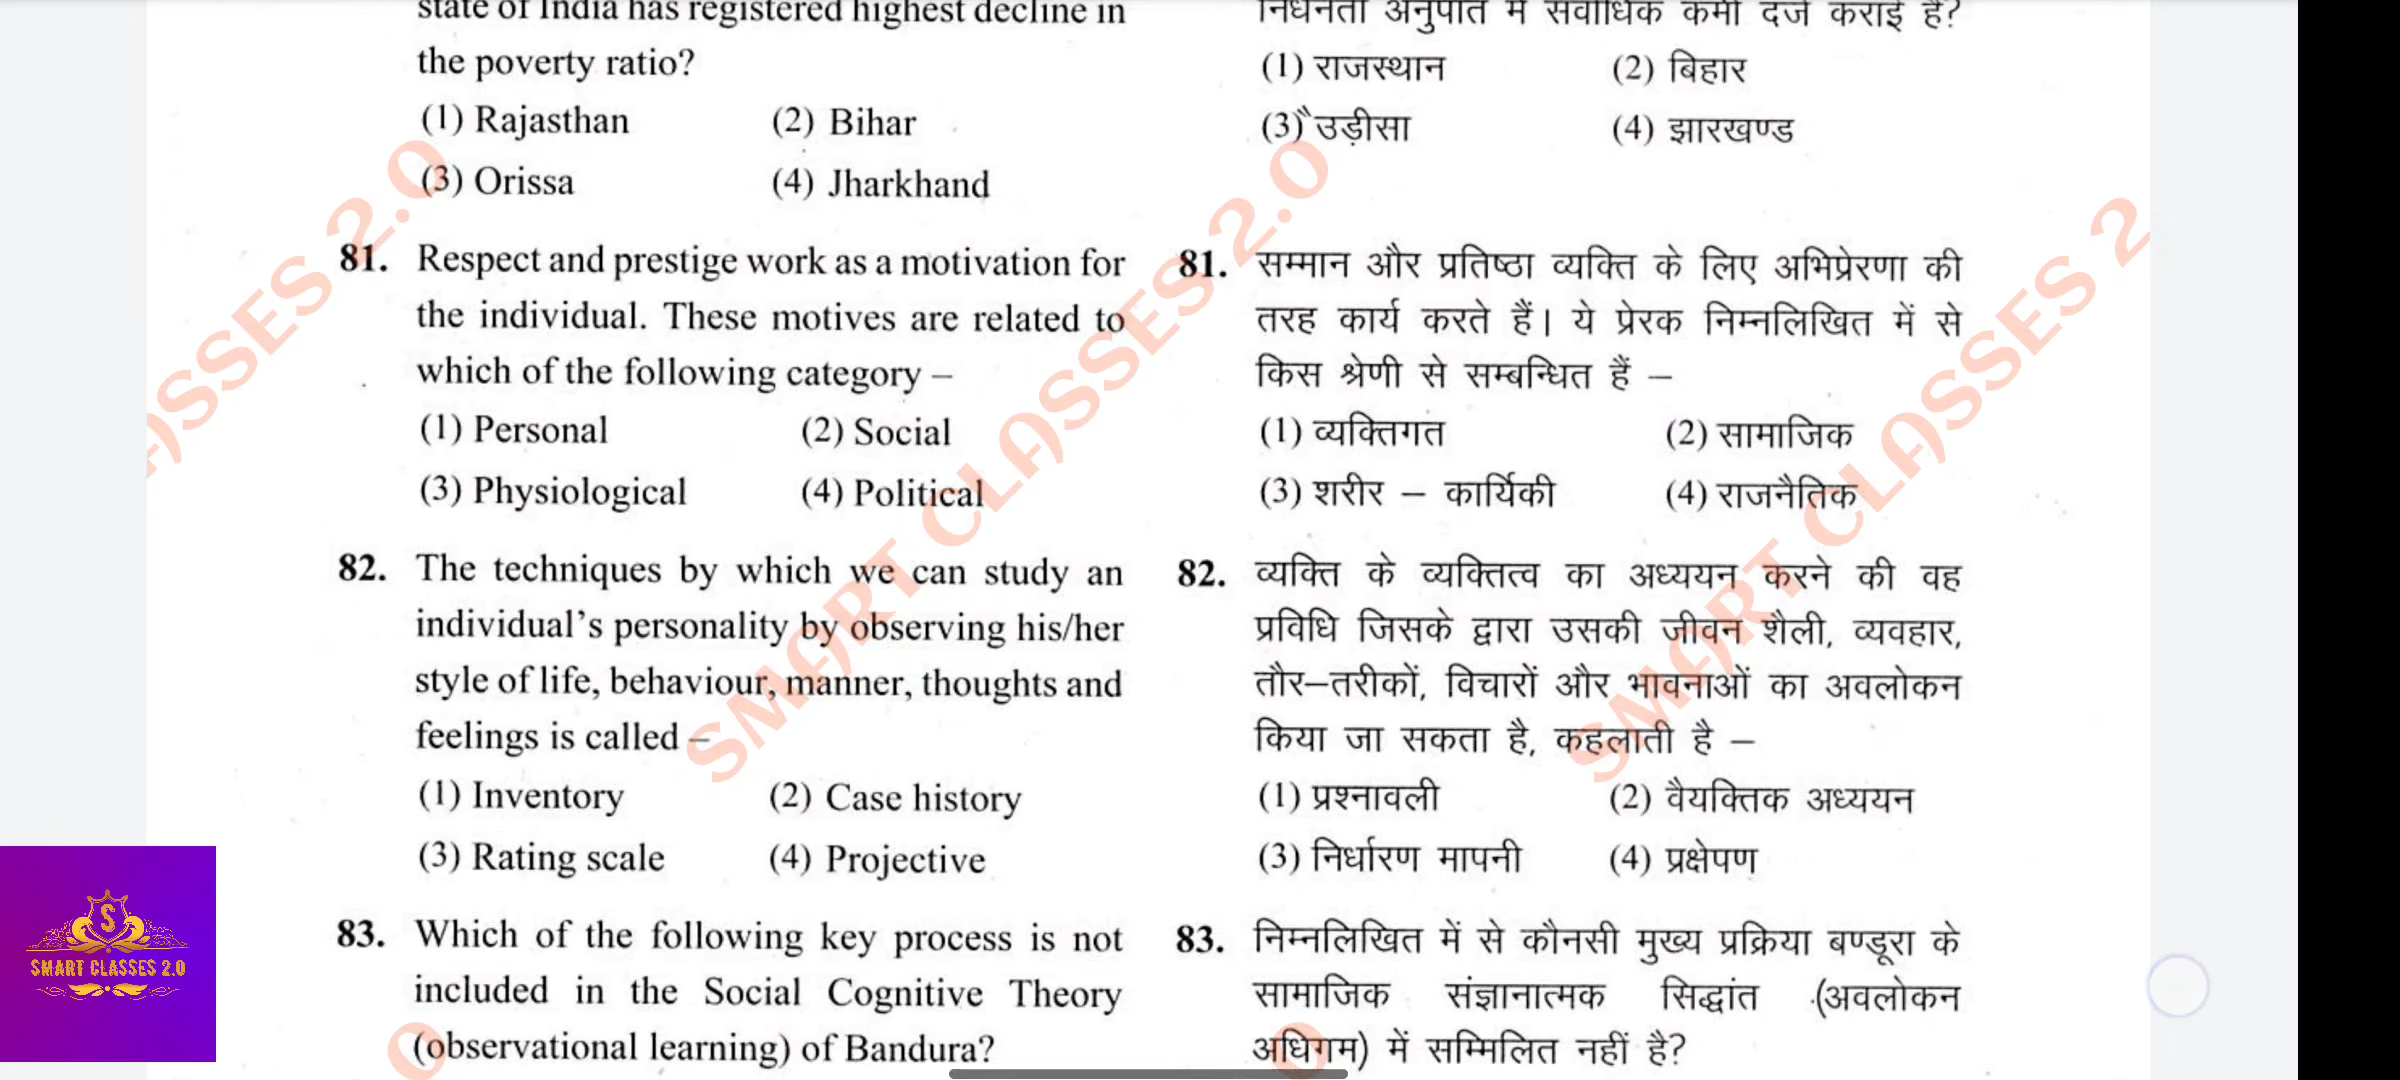 state of India has registered highest decline in
the poverty ratio?
(1) Rajasthan (2) Bihar
(3) Orissa (4) Jharkhand
81. Respect and prestige work as a motivation for
the individual. These motives are related to
which of the following category –
(1) Personal (2) Social
(3) Physiological (4) Political
82. The techniques by which we can study an
individual's personality by observing his/her
style of life, behaviour, manner, thoughts and
feelings is called –
(1) Inventory (2) Case history
(3) Rating scale (4) Projective
83. Which of the following key process is not
included in the Social Cognitive Theory
(observational learning) of Bandura?
निर्धनता अनुपात में सर्वाधिक कमी दर्ज कराई है?
(1) राजस्थान (2) बिहार
(3) उड़ीसा (4) झारखण्ड
81. सम्मान और प्रतिष्ठा व्यक्ति के लिए अभिप्रेरणा की
तरह कार्य करते हैं। ये प्रेरक निम्नलिखित में से
किस श्रेणी से सम्बन्धित हैं –
(1) व्यक्तिगत (2) सामाजिक
(3) शरीर – कार्यिकी (4) राजनैतिक
82. व्यक्ति के व्यक्तित्व का अध्ययन करने की वह
प्रविधि जिसके द्वारा उसकी जीवन शैली, व्यवहार,
तौर–तरीकों, विचारों और भावनाओं का अवलोकन
किया जा सकता है, कहलाती है –
(1) प्रश्नावली (2) वैयक्तिक अध्ययन
(3) निर्धारण मापनी (4) प्रक्षेपण
83. निम्नलिखित में से कौनसी मुख्य प्रक्रिया बण्डूरा के
सामाजिक संज्ञानात्मक सिद्धांत (अवलोकन
अधिगम) में सम्मिलित नहीं है?
SMART CLASSES 2.0
SMART CLASSES 2
ASSES 2.0
S
SMART CLASSES 2.0